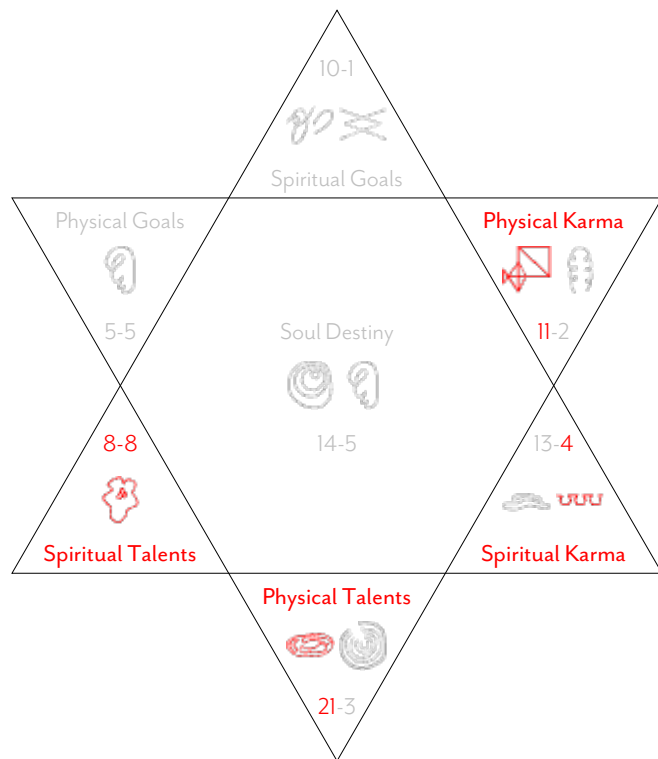 10-1
Spiritual Goals
Physical Goals
5-5
Physical Karma
11-2
Soul Destiny
14-5
8-8
Spiritual Talents
13-4
Spiritual Karma
Physical Talents
21-3